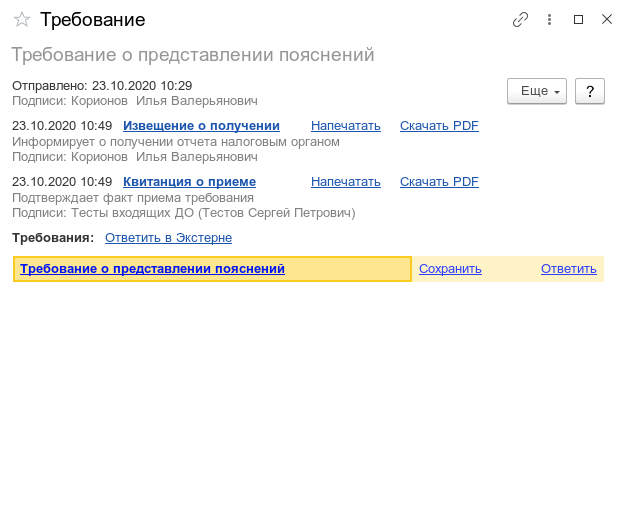 Требование
Требование о представлении пояснений
Отправлено: 23.10.2020 10:29
Подписи: Корионов  Илья Валерьянович
Еще ?
23.10.2020 10:49 Извещение о получении Напечатать Скачать PDF
Информирует о получении отчета налоговым органом
Подписи: Корионов  Илья Валерьянович
23.10.2020 10:49 Квитанция о приеме Напечатать Скачать PDF
Подтверждает факт приема требования
Подписи: Тесты входящих ДО (Тестов Сергей Петрович)
Требования: Ответить в Экстерне
Требование о представлении пояснений Сохранить Ответить